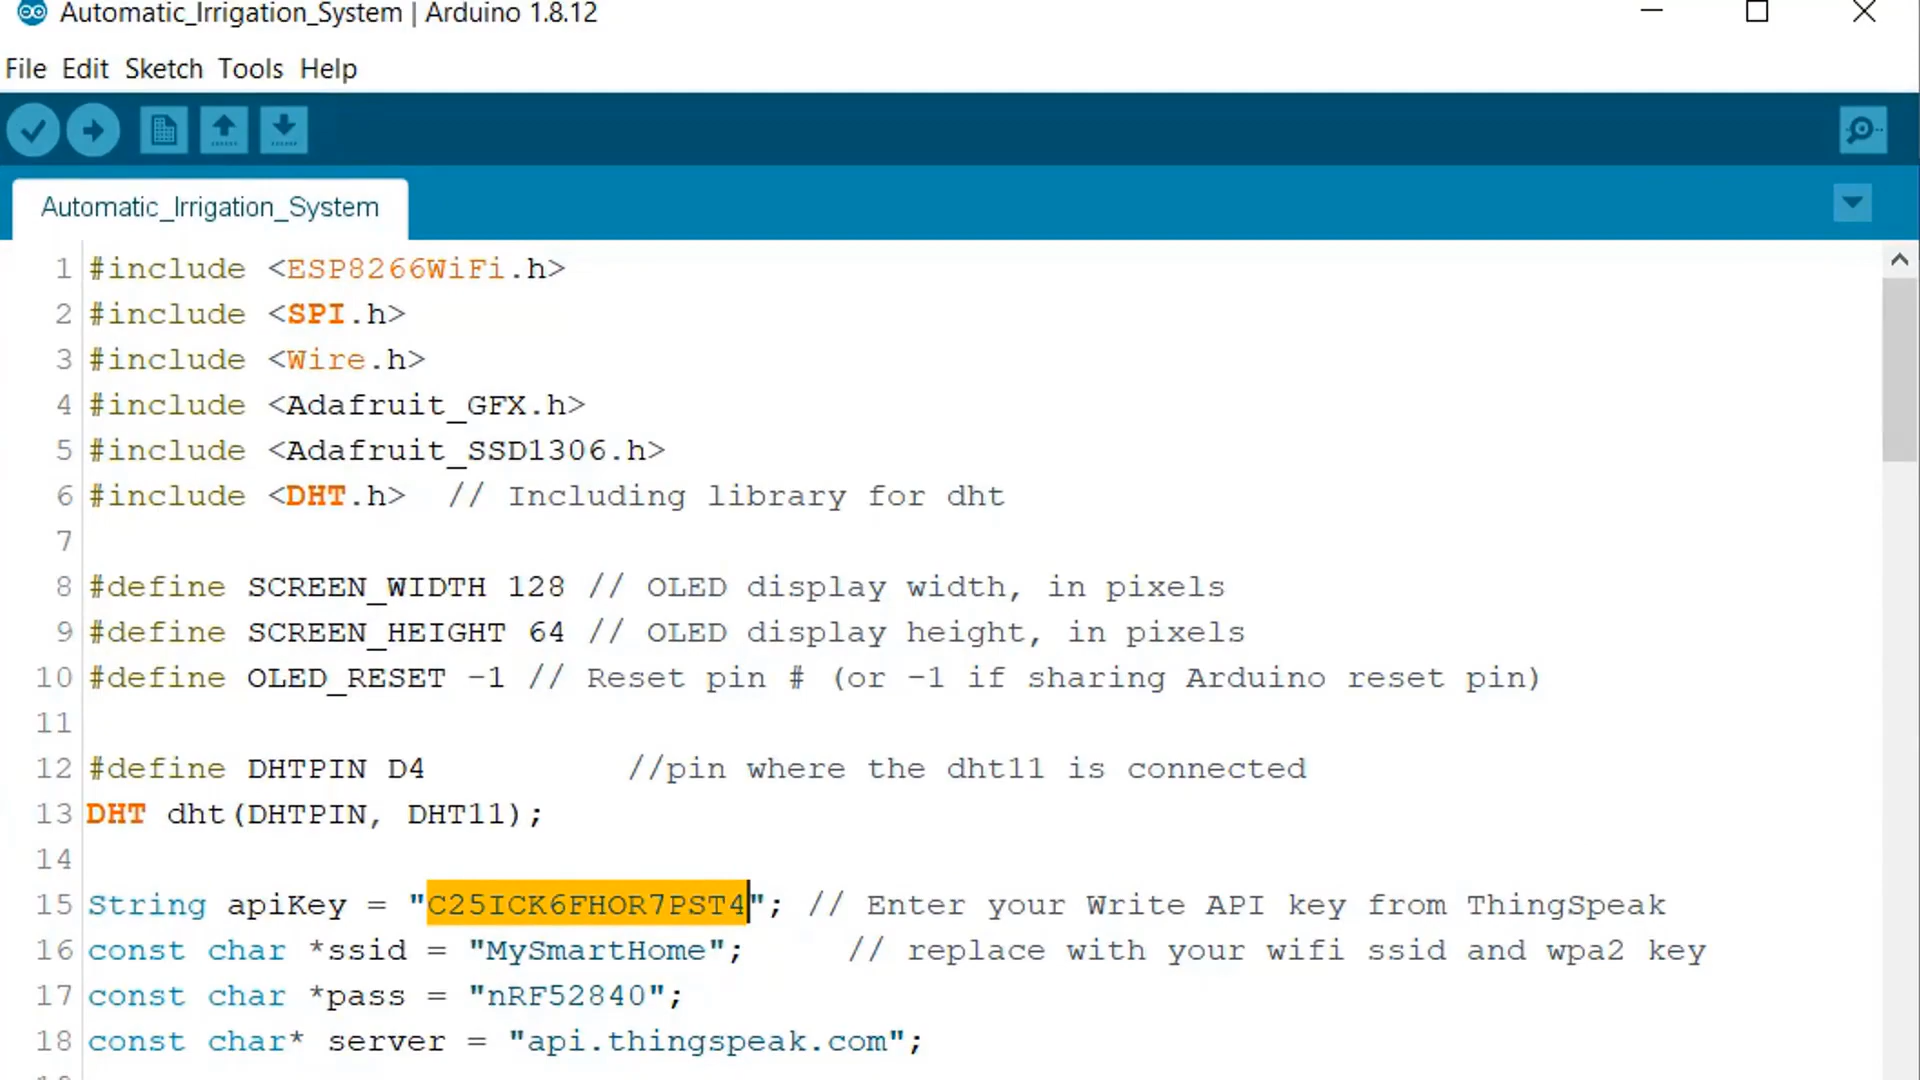 Automatic_Irrigation_System | Arduino 1.8.12
File Edit Sketch Tools Help
Automatic_Irrigation_System
1 #include <ESP8266WiFi.h>
2 #include <SPI.h>
3 #include <Wire.h>
4 #include <Adafruit_GFX.h>
5 #include <Adafruit_SSD1306.h>
6 #include <DHT.h>  // Including library for dht
7
8 #define SCREEN_WIDTH 128 // OLED display width, in pixels
9 #define SCREEN_HEIGHT 64 // OLED display height, in pixels
10 #define OLED_RESET -1 // Reset pin # (or -1 if sharing Arduino reset pin)
11
12 #define DHTPIN D4          //pin where the dht11 is connected
13 DHT dht(DHTPIN, DHT11);
14
15 String apiKey = "C25ICK6FHOR7PST4"; // Enter your Write API key from ThingSpeak
16 const char *ssid = "MySmartHome";     // replace with your wifi ssid and wpa2 key
17 const char *pass = "nRF52840";
18 const char* server = "api.thingspeak.com";